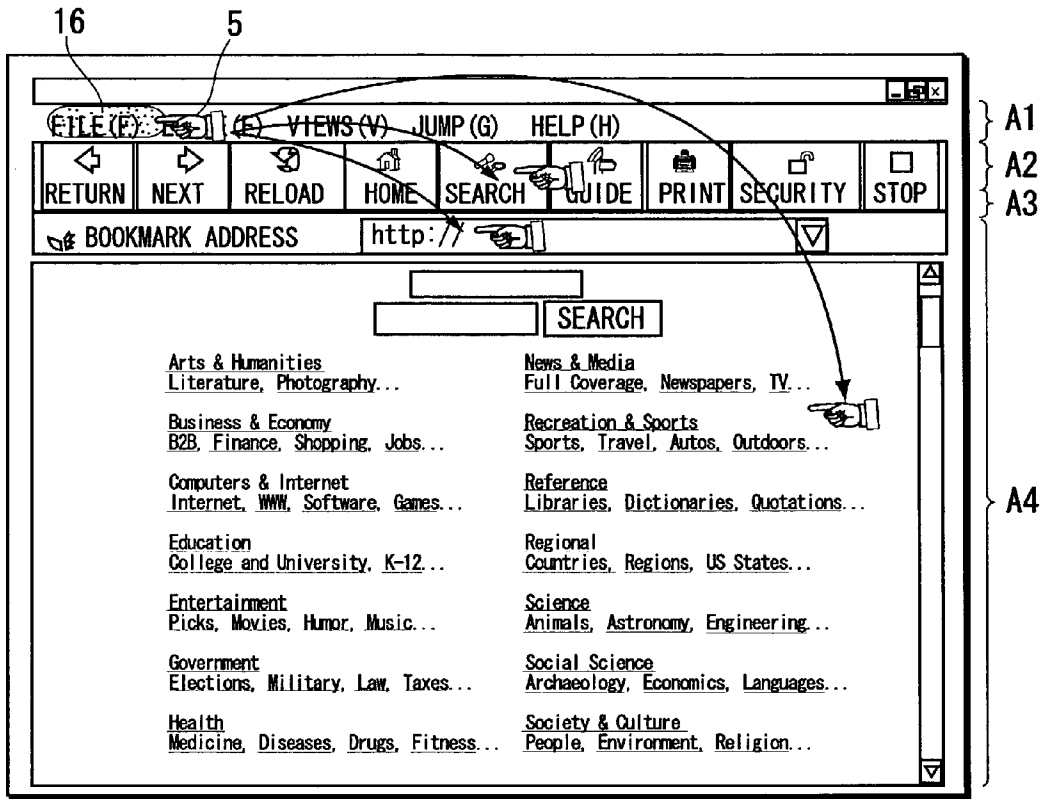 16 5
FILE(F) (E) VIEWS(V) JUMP(G) HELP(H) A1
RETURN NEXT RELOAD HOME SEARCH GUIDE PRINT SECURITY STOP A2
A3
BOOKMARK ADDRESS http://
SEARCH
Arts & Humanities
Literature, Photography...
Business & Economy
B2B, Finance, Shopping, Jobs...
Computers & Internet
Internet, WWW, Software, Games...
Education
College and University, K-12...
Entertainment
Picks, Movies, Humor, Music...
Government
Elections, Military, Law, Taxes...
Health
Medicine, Diseases, Drugs, Fitness...
News & Media
Full Coverage, Newspapers, TV...
Recreation & Sports
Sports, Travel, Autos, Outdoors...
Reference
Libraries, Dictionaries, Quotations...
Regional
Countries, Regions, US States...
Science
Animals, Astronomy, Engineering...
Social Science
Archaeology, Economics, Languages...
Society & Culture
People, Environment, Religion...
A4